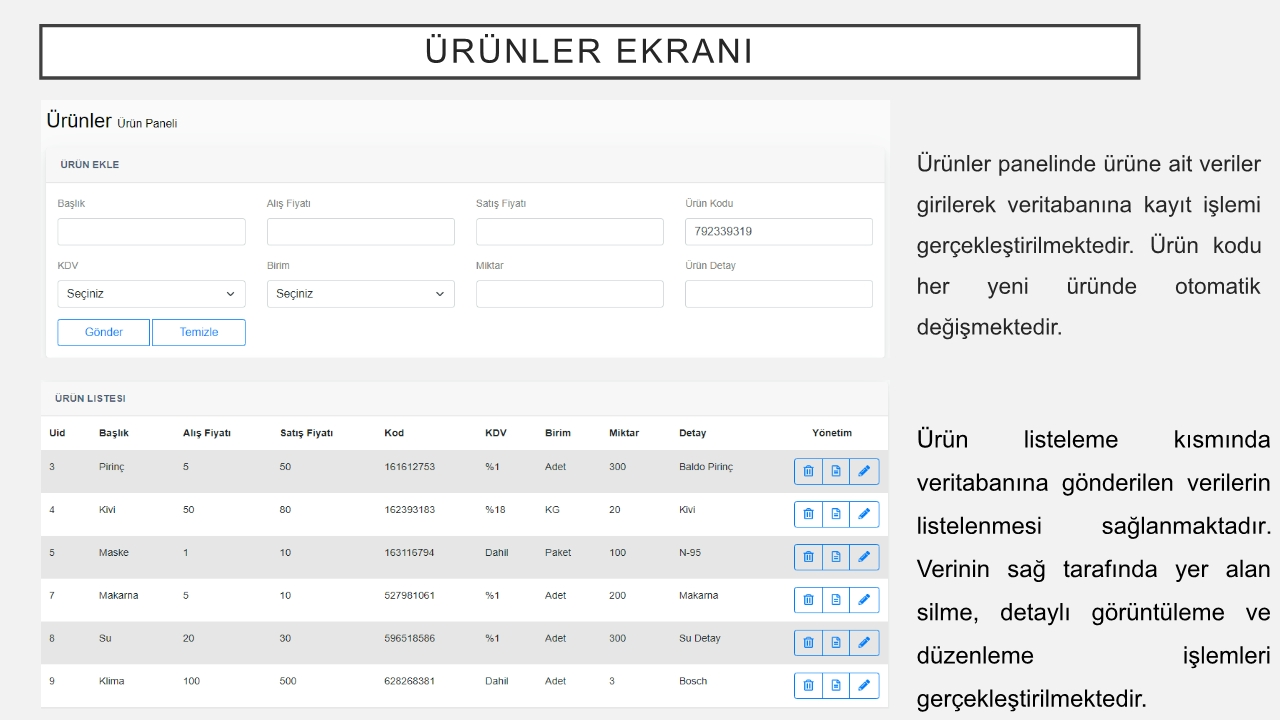 ÜRÜNLER EKRANI
Ürünler Ürün Paneli
ÜRÜN EKLE
Başlık Alış Fiyatı Satış Fiyatı Ürün Kodu
792339319
KDV Birim Miktar Ürün Detay
Seçiniz Seçiniz
Gönder Temizle
ÜRÜN LİSTESİ
Uid Başlık Alış Fiyatı Satış Fiyatı Kod KDV Birim Miktar Detay Yönetim
3 Pirinç 5 50 161612753 %1 Adet 300 Baldo Pirinç
4 Kivi 50 80 162393183 %18 KG 20 Kivi
5 Maske 1 10 163116794 Dahil Paket 100 N-95
7 Makarna 5 10 527981061 %1 Adet 200 Makarna
8 Su 20 30 596518586 %1 Adet 300 Su Detay
9 Klima 100 500 628268381 Dahil Adet 3 Bosch
Ürünler panelinde ürüne ait veriler
girilerek veritabanına kayıt işlemi
gerçekleştirilmektedir. Ürün kodu
her yeni üründe otomatik
değişmektedir.
Ürün listeleme kısmında
veritabanına gönderilen verilerin
listelenmesi sağlanmaktadır.
Verinin sağ tarafında yer alan
silme, detaylı görüntüleme ve
düzenleme işlemleri
gerçekleştirilmektedir.